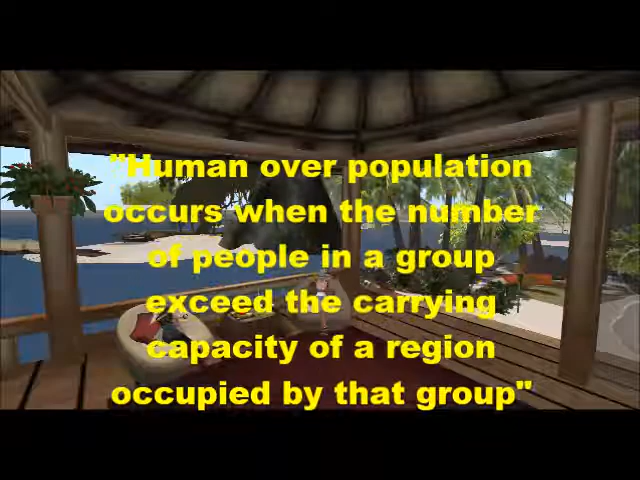 "Human over population
occurs when the number
of people in a group
exceed the carrying
capacity of a region
occupied by that group"